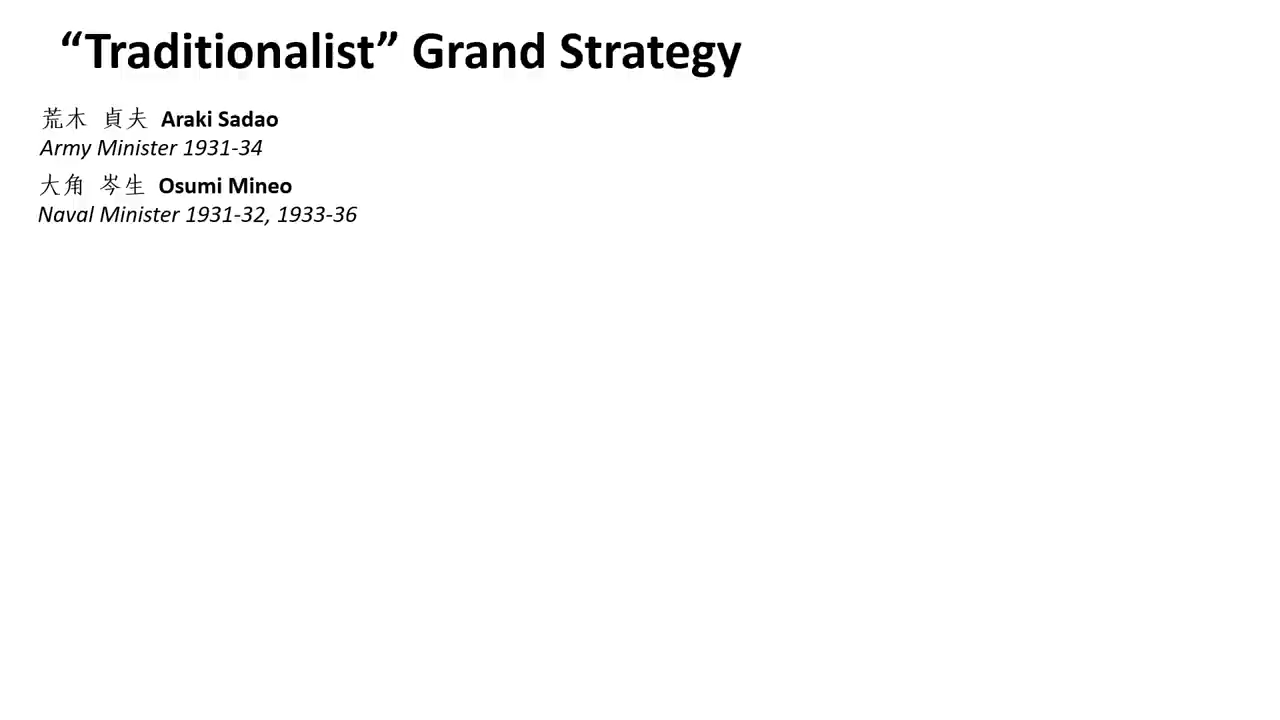 “Traditionalist” Grand Strategy
荒木 貞夫 Araki Sadao
Army Minister 1931-34
大角 岑生 Osumi Mineo
Naval Minister 1931-32, 1933-36